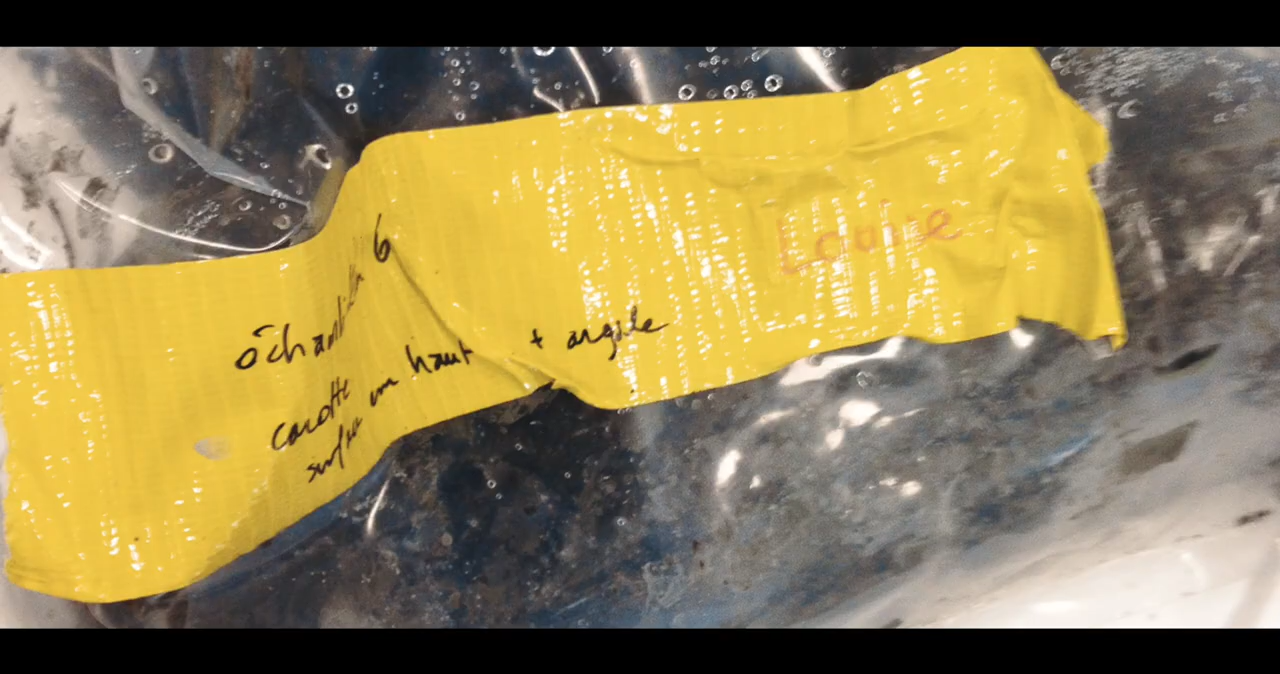 échantillon 6
carotte
surface en haut + argile
Louise